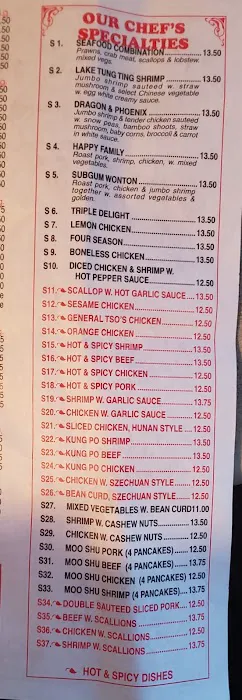 OUR CHEF'S
SPECIALTIES
S 1. SEAFOOD COMBINATION 13.50
Prawns, crab meat, scallops & lobster w.
mixed vegs.
S 2. LAKE TUNG TING SHRIMP 13.50
Jumbo shrimp sauteed w. straw
mushroom & select Chinese vegetable
w. egg white creamy sauce.
S 3. DRAGON & PHOENIX 13.50
Jumbo shrimp & tender chicken sauteed
w. snow peas, bamboo shoots, straw
mushroom, baby corns, broccoli & carrot
in white sauce.
S 4. HAPPY FAMILY 13.50
Roast pork, shrimp, chicken, w. mixed
vegetables.
S 5. SUBGUM WONTON 13.50
Roast pork, chicken & jumbo shrimp
together w. assorted vegetables &
golden.
S 6. TRIPLE DELIGHT 13.50
S 7. LEMON CHICKEN 13.50
S 8. FOUR SEASON 13.50
S 9. BONELESS CHICKEN 13.50
S10. DICED CHICKEN & SHRIMP W.
HOT PEPPER SAUCE 12.50
S11. SCALLOP W. HOT GARLIC SAUCE 13.50
S12. SESAME CHICKEN 12.50
S13. GENERAL TSO'S CHICKEN 12.50
S14. ORANGE CHICKEN 12.50
S15. HOT & SPICY SHRIMP 13.50
S16. HOT & SPICY BEEF 13.50
S17. HOT & SPICY CHICKEN 12.50
S18. HOT & SPICY PORK 12.50
S19. SHRIMP W. GARLIC SAUCE 13.75
S20. CHICKEN W. GARLIC SAUCE 12.50
S21. SLICED CHICKEN, HUNAN STYLE 12.50
S22. KUNG PO SHRIMP 13.50
S23. KUNG PO BEEF 13.50
S24. KUNG PO CHICKEN 12.50
S25. CHICKEN W. SZECHUAN STYLE 12.50
S26. BEAN CURD, SZECHUAN STYLE 12.50
S27. MIXED VEGETABLES W. BEAN CURD 11.00
S28. SHRIMP W. CASHEW NUTS 13.50
S29. CHICKEN W. CASHEW NUTS 12.50
S30. MOO SHU PORK (4 PANCAKES) 12.50
S31. MOO SHU BEEF (4 PANCAKES) 13.75
S32. MOO SHU CHICKEN (4 PANCAKES) 12.50
S33. MOO SHU SHRIMP (4 PANCAKES) 13.75
S34. DOUBLE SAUTEED SLICED PORK 12.50
S35. BEEF W. SCALLIONS 13.75
S36. CHICKEN W. SCALLIONS 12.50
S37. SHRIMP W. SCALLIONS 13.75
HOT & SPICY DISHES